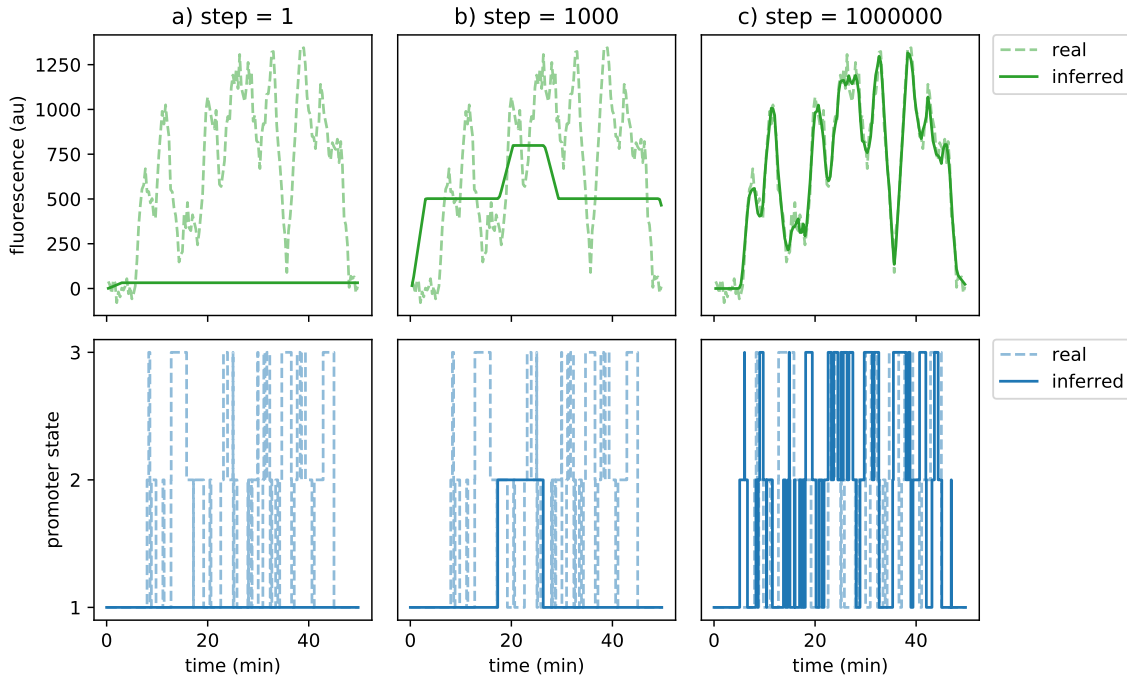 a) step = 1
b) step = 1000
c) step = 1000000
fluorescence (au)
1250
1000
750
500
250
0
real
inferred
promoter state
3
2
1
real
inferred
0 20 40
0 20 40
0 20 40
time (min)
time (min)
time (min)